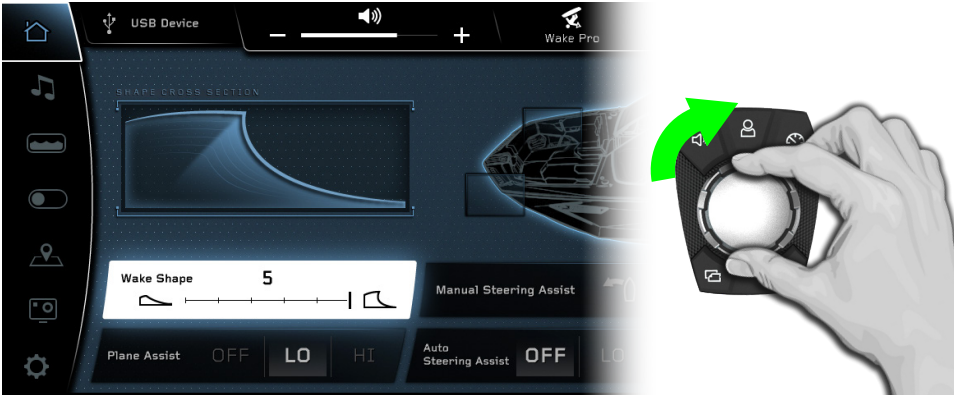 USB Device
Wake Pro
SHAPE CROSS SECTION
Wake Shape 5
Manual Steering Assist
Plane Assist OFF LO HI
Auto
Steering Assist OFF LO